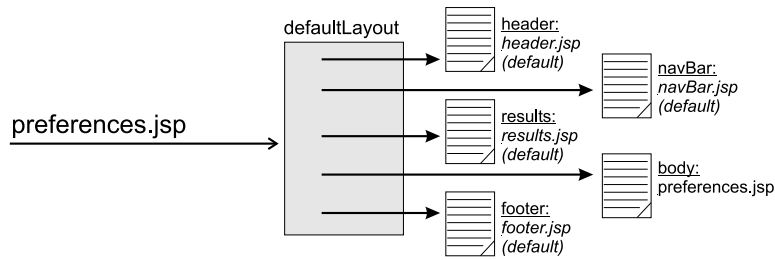 defaultLayout
header:
header.jsp
(default)
navBar:
navBar.jsp
(default)
preferences.jsp
results:
results.jsp
(default)
body:
preferences.jsp
footer:
footer.jsp
(default)